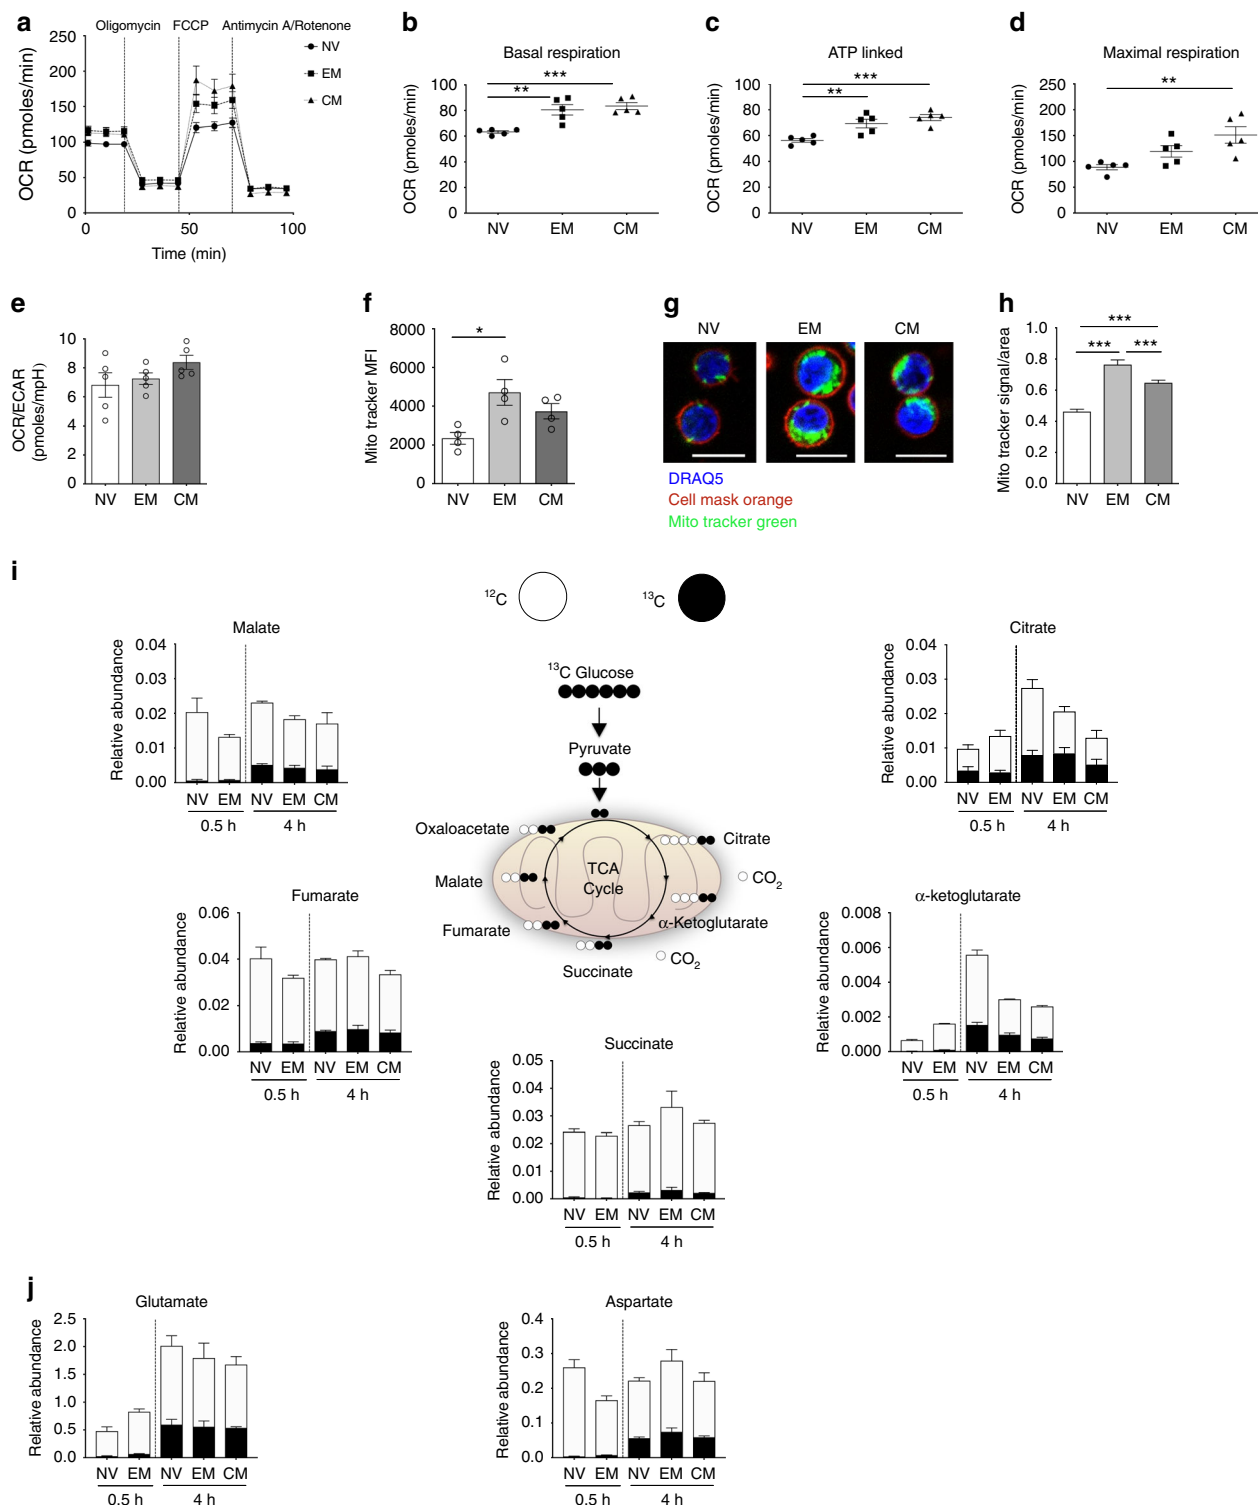 a
Oligomycin FCCP Antimycin A/Rotenone
250
200
150
100
50
0
OCR (pmoles/min)
0 50 100
Time (min)
NV
EM
CM
b
Basal respiration
***
**
100
80
60
40
20
0
OCR (pmoles/min)
NV EM CM
c
ATP linked
***
**
100
80
60
40
20
0
OCR (pmoles/min)
NV EM CM
d
Maximal respiration
**
250
200
150
100
50
0
OCR (pmoles/min)
NV EM CM
e
10
8
6
4
2
0
OCR/ECAR
(pmoles/mpH)
NV EM CM
f
*
8000
6000
4000
2000
0
Mito tracker MFI
NV EM CM
g
NV EM CM
DRAQ5
Cell mask orange
Mito tracker green
h
***
*** ***
1.0
0.8
0.6
0.4
0.2
0.0
Mito tracker signal/area
NV EM CM
i
12C 13C
Malate
0.04
0.03
0.02
0.01
0.00
Relative abundance
NV EM NV EM CM
0.5 h 4 h
13C Glucose
Pyruvate
Oxaloacetate
Citrate
TCA
Cycle
CO2
Malate
α-Ketoglutarate
Fumarate
CO2
Succinate
Citrate
0.04
0.03
0.02
0.01
0.00
Relative abundance
NV EM NV EM CM
0.5 h 4 h
Fumarate
0.06
0.04
0.02
0.00
Relative abundance
NV EM NV EM CM
0.5 h 4 h
α-ketoglutarate
0.008
0.006
0.004
0.002
0.000
Relative abundance
NV EM NV EM CM
0.5 h 4 h
Succinate
0.05
0.04
0.03
0.02
0.01
0.00
Relative abundance
NV EM NV EM CM
0.5 h 4 h
j
Glutamate
2.5
2.0
1.5
1.0
0.5
0.0
Relative abundance
NV EM NV EM CM
0.5 h 4 h
Aspartate
0.4
0.3
0.2
0.1
0.0
Relative abundance
NV EM NV EM CM
0.5 h 4 h